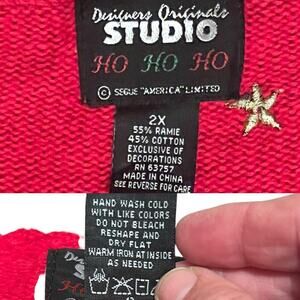 Designers Originals
STUDIO
HO HO HO
© SEGUE "AMERICA" LIMITED
2X
55% RAMIE
45% COTTON
EXCLUSIVE OF
DECORATIONS
RN 63757
MADE IN CHINA
SEE REVERSE FOR CARE
HAND WASH COLD
WITH LIKE COLORS
DO NOT BLEACH
RESHAPE AND
DRY FLAT
WARM IRON AT INSIDE
AS NEEDED